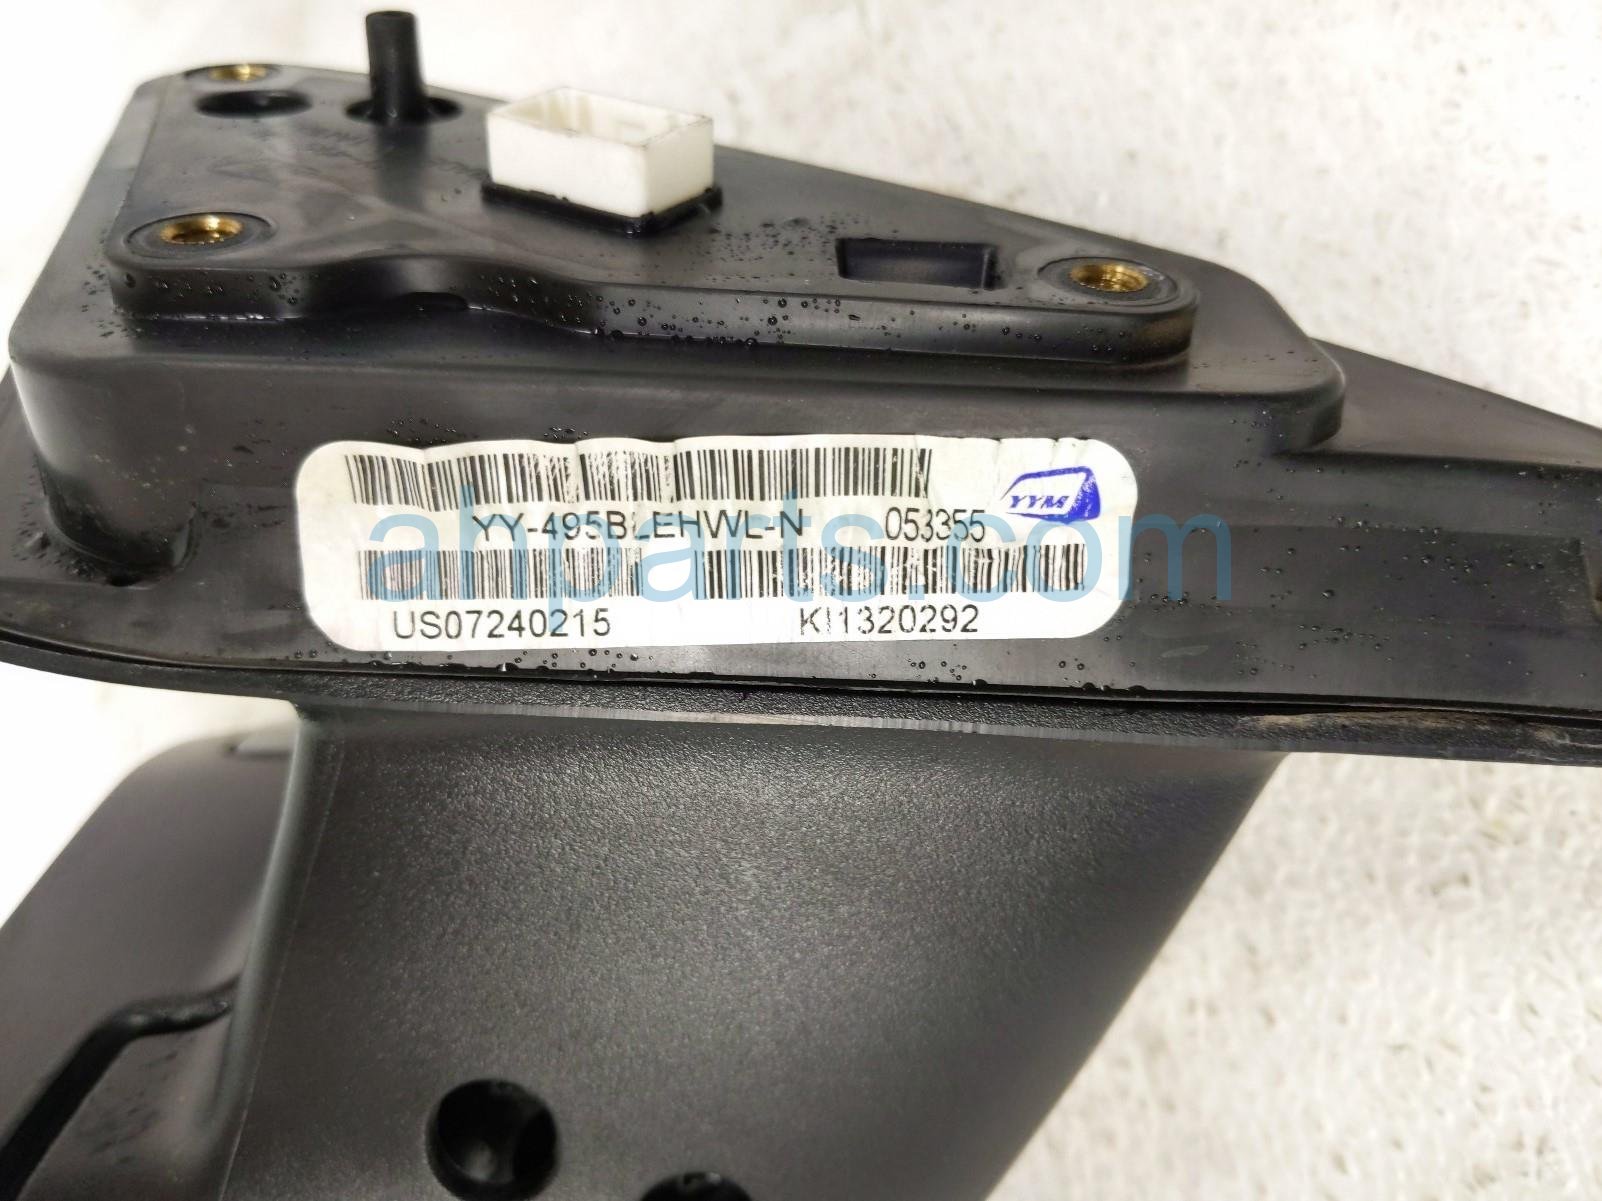 YY-495BLEHWL-N 053355 YYM
US07240215 KI1320292
ahparts.com